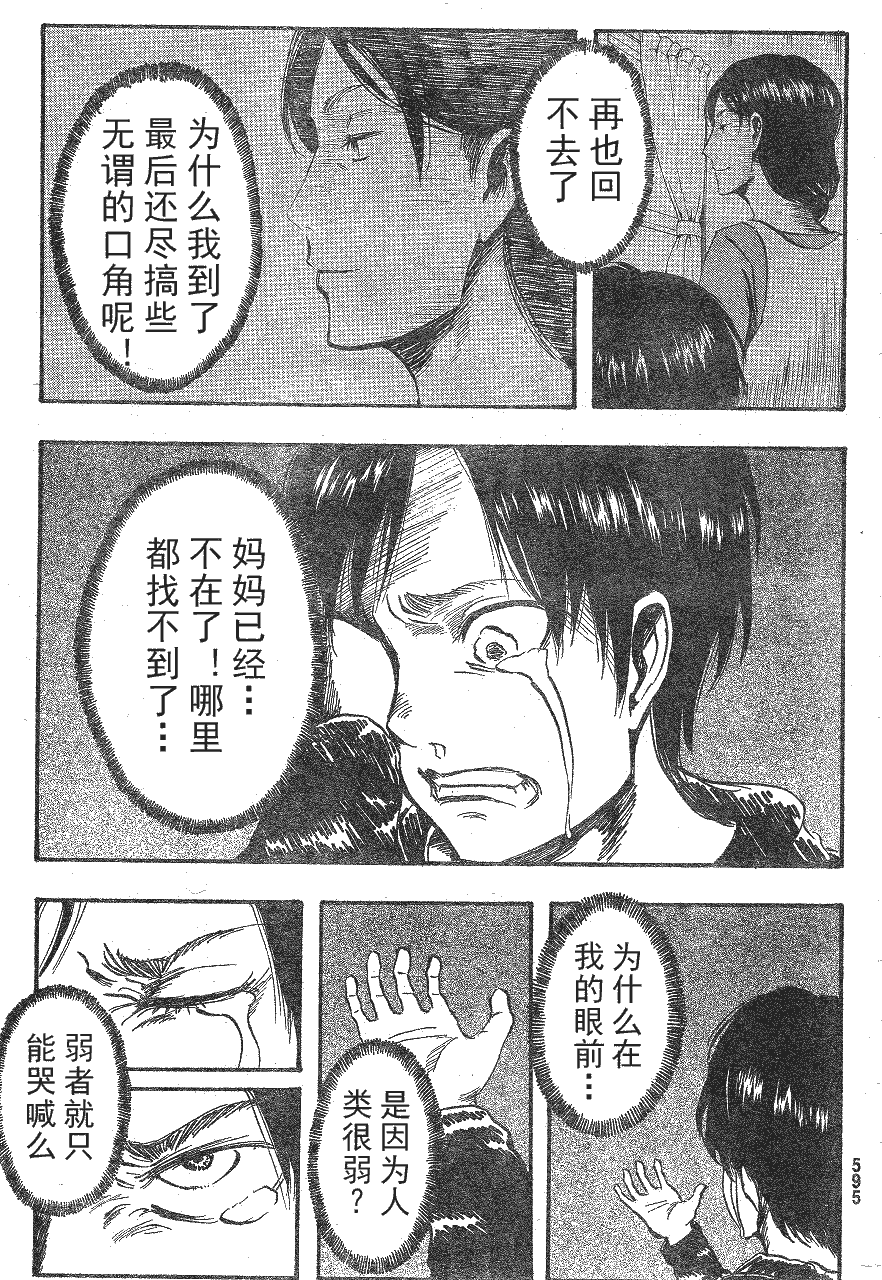 再也回
不去了
为什么我到了
最后还尽搞些
无谓的口角呢！
妈妈已经…
不在了！哪里
都找不到了…
为什么在
我的眼前…
是因为人
类很弱？
弱者就只
能哭喊么
595